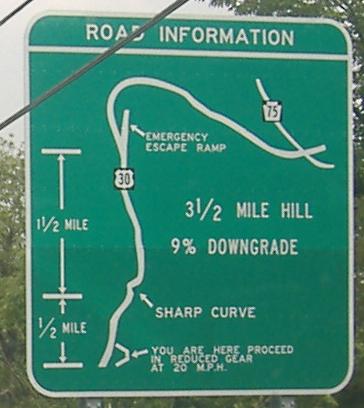 ROAD INFORMATION
75
EMERGENCY
ESCAPE RAMP
30
1 1/2 MILE
3 1/2 MILE HILL
9% DOWNGRADE
SHARP CURVE
1/2 MILE
YOU ARE HERE PROCEED
IN REDUCED GEAR
AT 20 M.P.H.